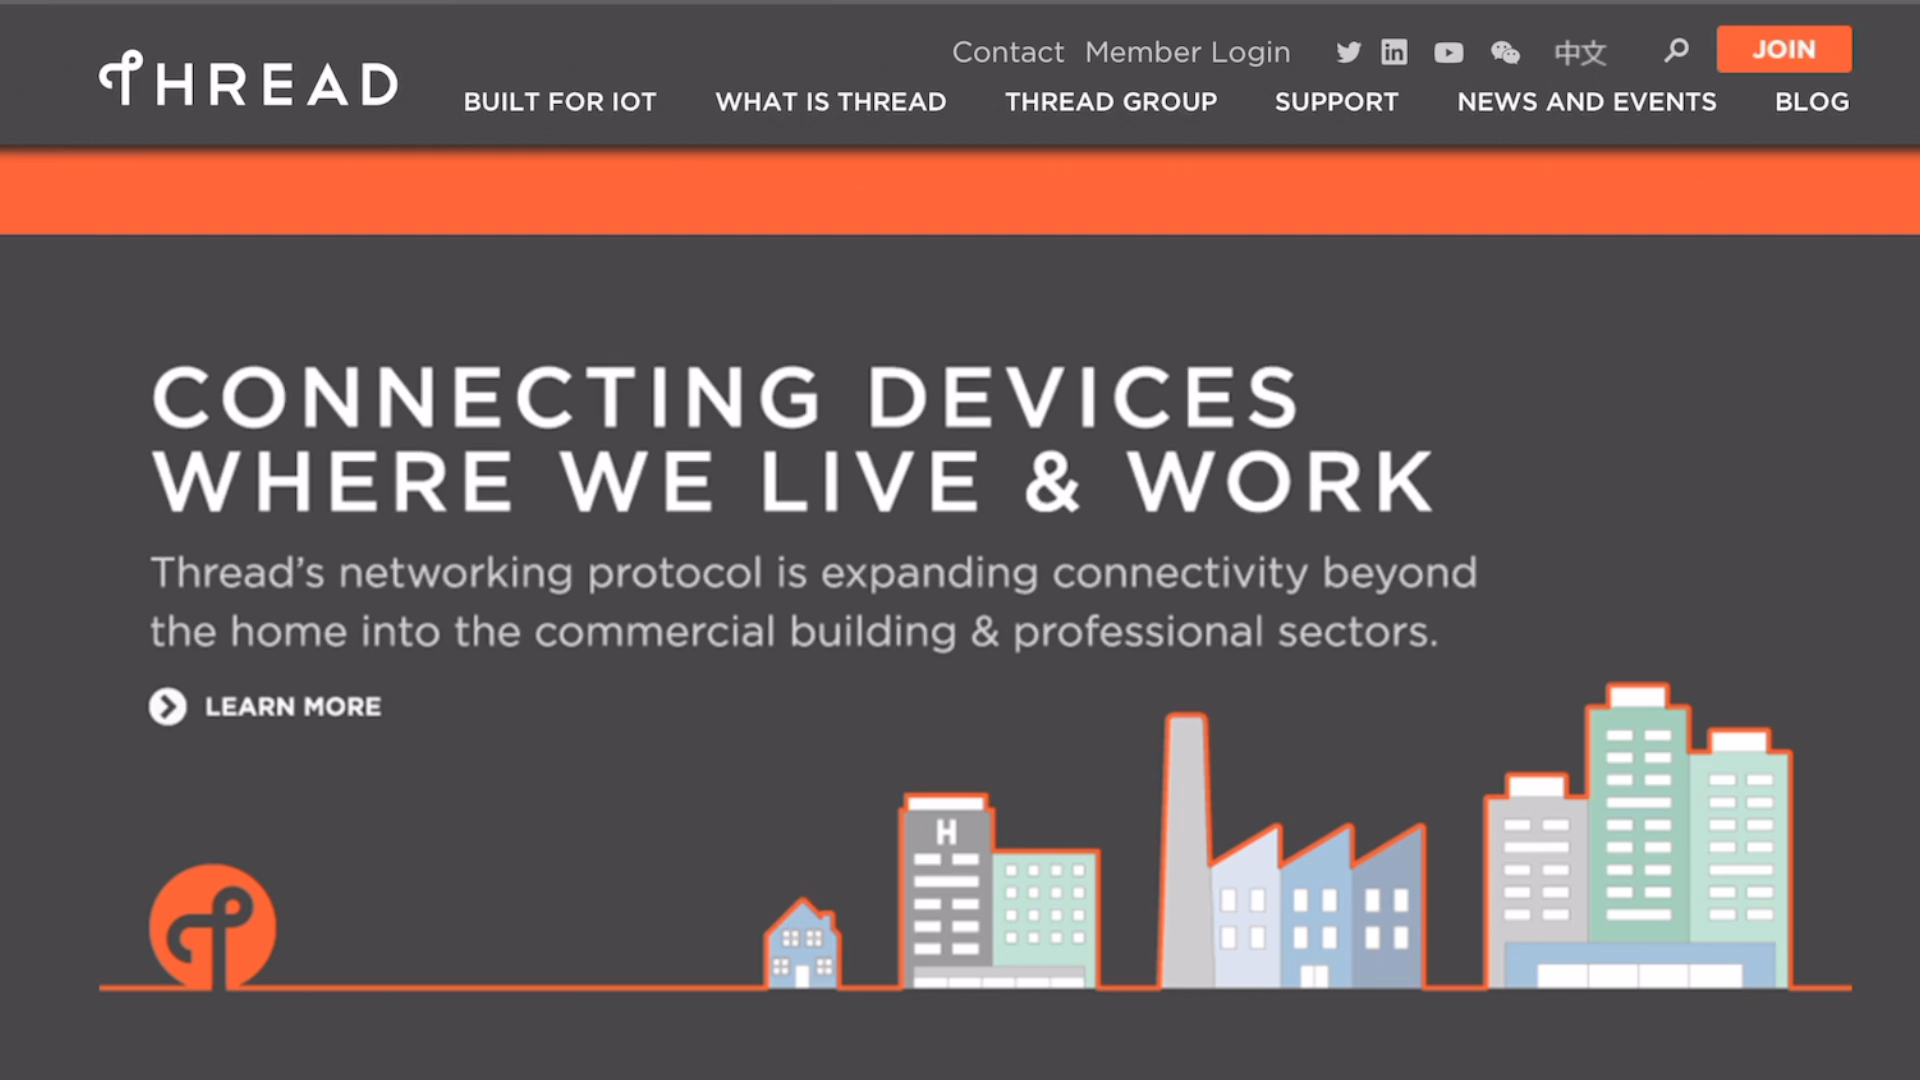 THREAD
Contact Member Login 中文 JOIN
BUILT FOR IOT WHAT IS THREAD THREAD GROUP SUPPORT NEWS AND EVENTS BLOG
CONNECTING DEVICES
WHERE WE LIVE & WORK
Thread’s networking protocol is expanding connectivity beyond
the home into the commercial building & professional sectors.
LEARN MORE
H